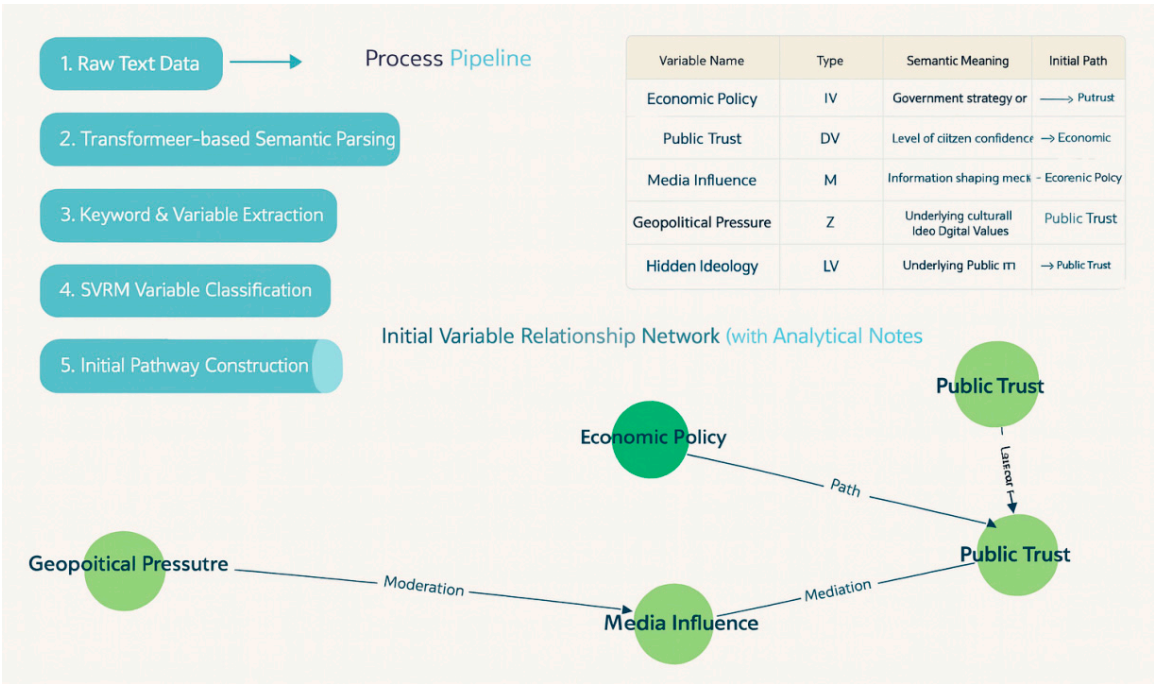 1. Raw Text Data
Process Pipeline
2. Transformeer-based Semantic Parsing
3. Keyword & Variable Extraction
4. SVRM Variable Classification
5. Initial Pathway Construction
Variable Name Type Semantic Meaning Initial Path
Economic Policy IV Government strategy or → Putrust
Public Trust DV Level of ciitzen confidence → Economic
Media Influence M Information shaping - Ecorenic Polcy
Geopolitical Pressure Z Underlying culturall Public Trust
Ideo Dgital Values
Hidden Ideology LV Underlying Public → Public Trust
Initial Variable Relationship Network (with Analytical Notes
Public Trust
Economic Policy
Path
Public Trust
Geopoitical Pressutre
Moderation
Mediation
Media Influence